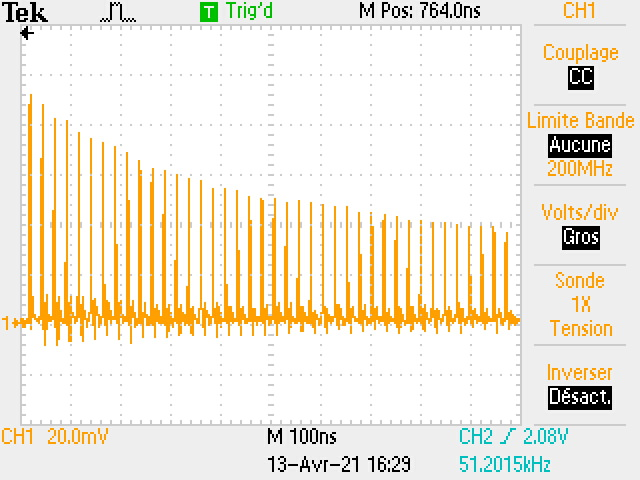 Tek T Trig'd M Pos: 764.0ns CH1
Couplage
CC
Limite Bande
Aucune
200MHz
Volts/div
Gros
Sonde
1X
Tension
Inverser
Désact.
1
CH1 20.0mV M 100ns CH2 2.08V
13-Avr-21 16:29 51.2015kHz